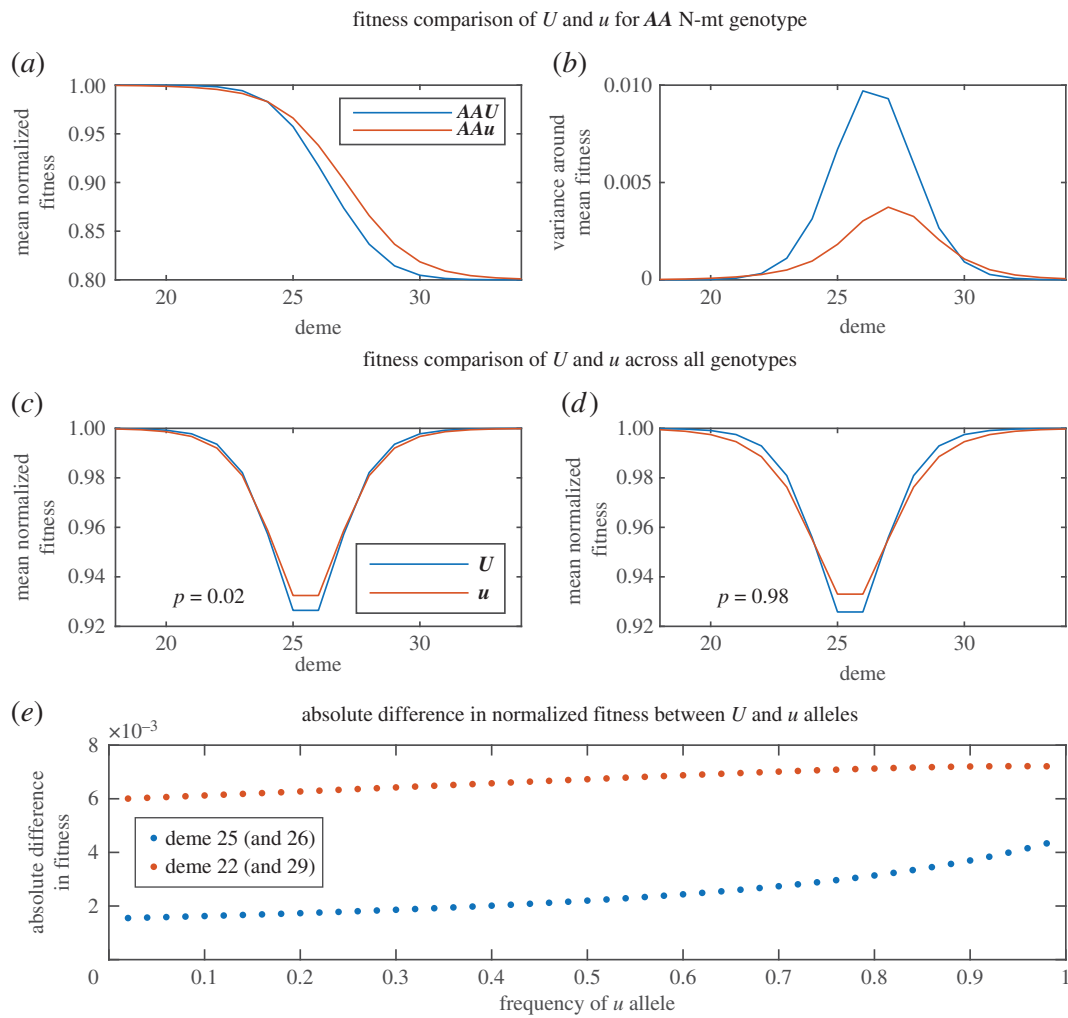 fitness comparison of U and u for AA N-mt genotype
(a)
mean normalized
fitness
1.00
0.95
0.90
0.85
0.80
AAU
AAu
20
25
30
deme
(b)
variance around
mean fitness
0.010
0.005
0
20
25
30
deme
fitness comparison of U and u across all genotypes
(c)
mean normalized
fitness
1.00
0.98
0.96
0.94
0.92
p = 0.02
U
u
20
25
30
deme
(d)
mean normalized
fitness
1.00
0.98
0.96
0.94
0.92
p = 0.98
20
25
30
deme
(e)
absolute difference in normalized fitness between U and u alleles
×10⁻³
absolute difference
in fitness
8
6
4
2
deme 25 (and 26)
deme 22 (and 29)
0
0.1
0.2
0.3
0.4
0.5
0.6
0.7
0.8
0.9
1
frequency of u allele